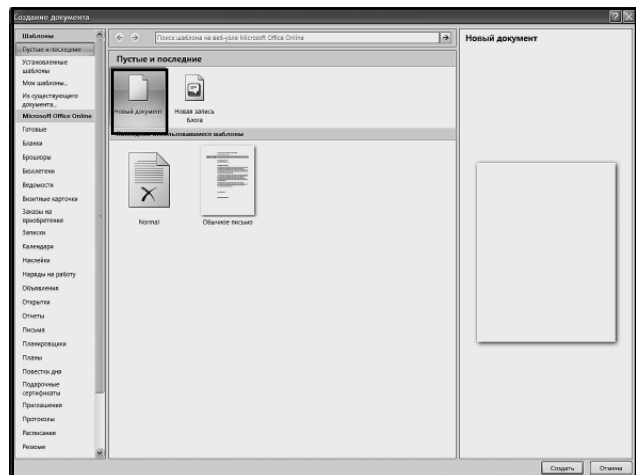 Создание документа
Шаблоны
Пустые и последние
Установленные
шаблоны
Мои шаблоны...
Из существующего
документа...
Microsoft Office Online
Готовые
Бланки
Брошюры
Бюллетени
Ведомости
Визитные карточки
Заказы на
приобретение
Записки
Календари
Наклейки
Наряды на работу
Объявления
Открытки
Отчеты
Письма
Планировщики
Планы
Повестки дня
Подарочные
сертификаты
Приглашения
Протоколы
Расписания
Резюме
Поиск шаблона на веб-узле Microsoft Office Online
Пустые и последние
Новый документ
Новая запись
блога
использовавшиеся шаблоны
Normal
Обычное письмо
Новый документ
Создать
Отмена